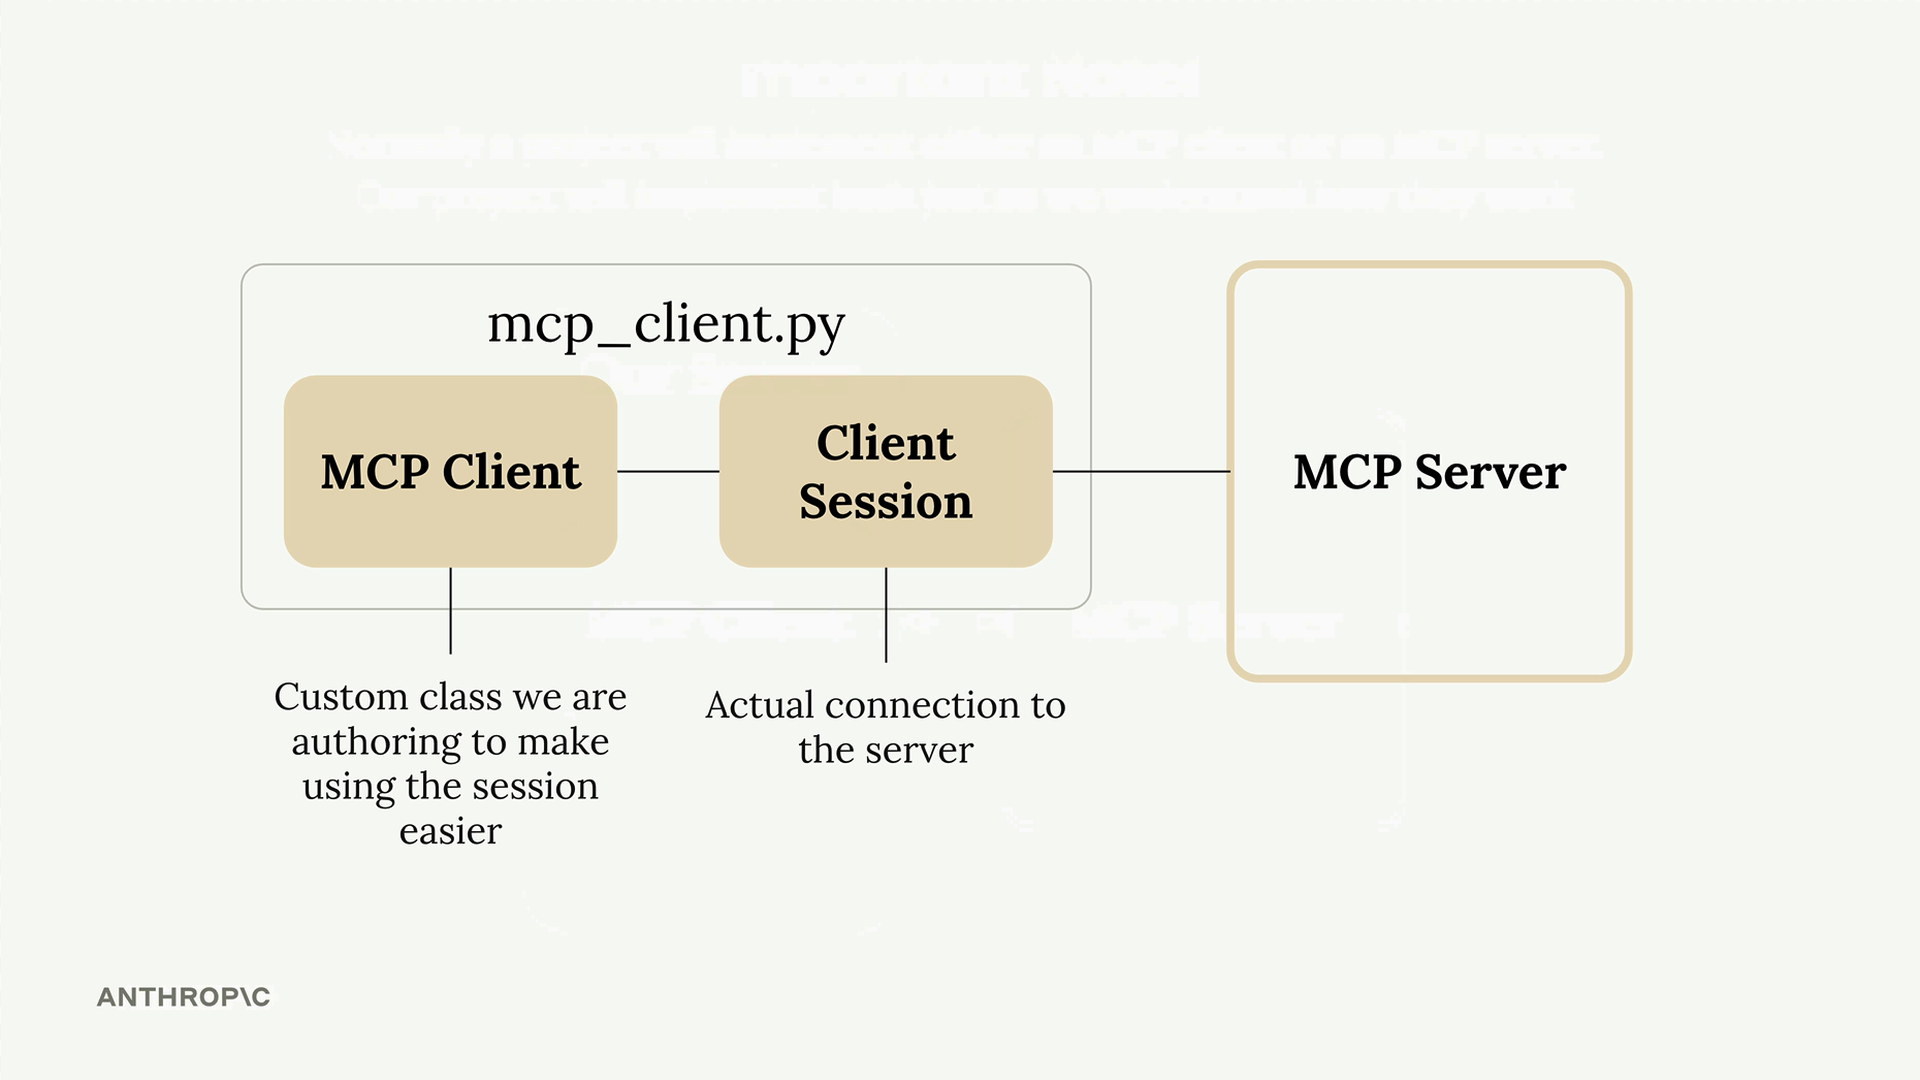 mcp_client.py
MCP Client
Client
Session
MCP Server
Custom class we are
authoring to make
using the session
easier
Actual connection to
the server
ANTHROP\C